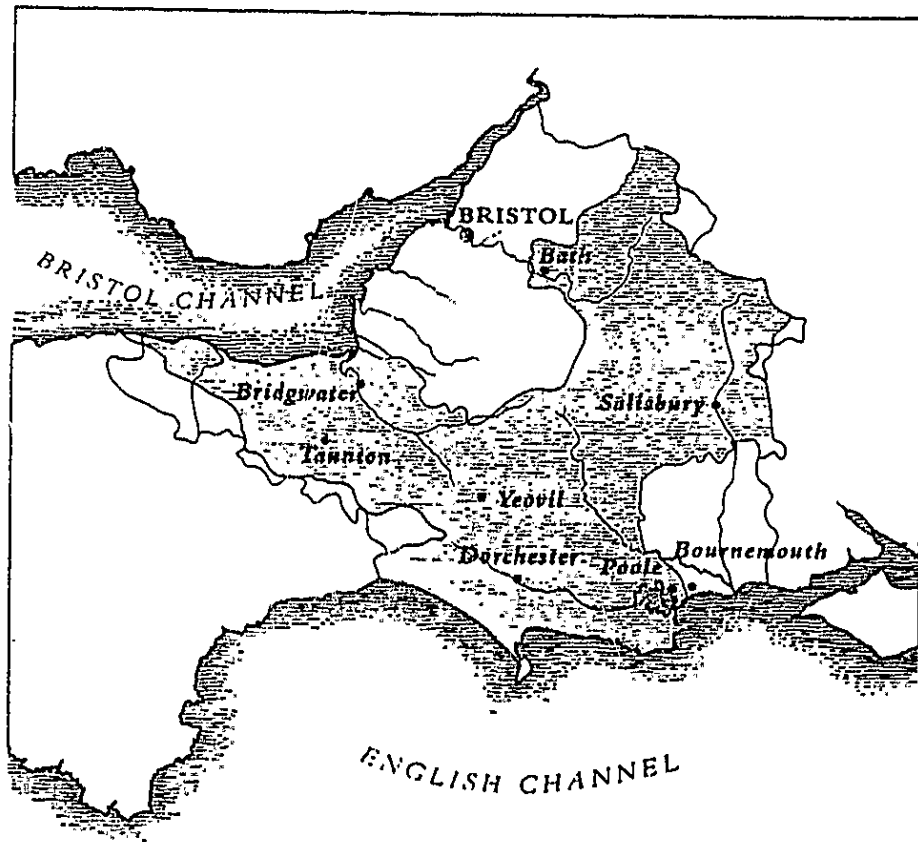 BRISTOL
Bath
BRISTOL CHANNEL
Bridgwater
Salisbury
Taunton
Yeovil
Dorchester
Poole
Bournemouth
ENGLISH CHANNEL